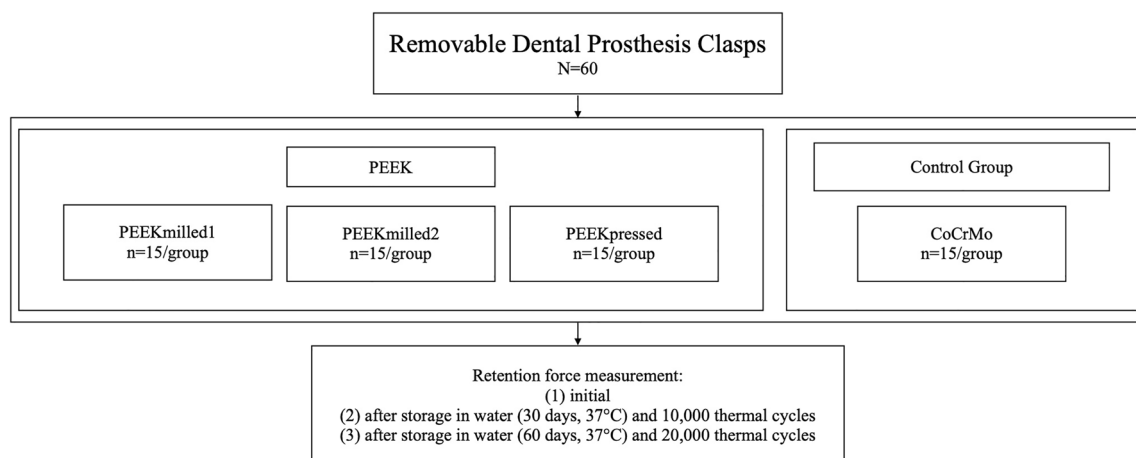 Removable Dental Prosthesis Clasps
N=60
PEEK
Control Group
PEEKmilled1
n=15/group
PEEKmilled2
n=15/group
PEEKpressed
n=15/group
CoCrMo
n=15/group
Retention force measurement:
(1) initial
(2) after storage in water (30 days, 37°C) and 10,000 thermal cycles
(3) after storage in water (60 days, 37°C) and 20,000 thermal cycles